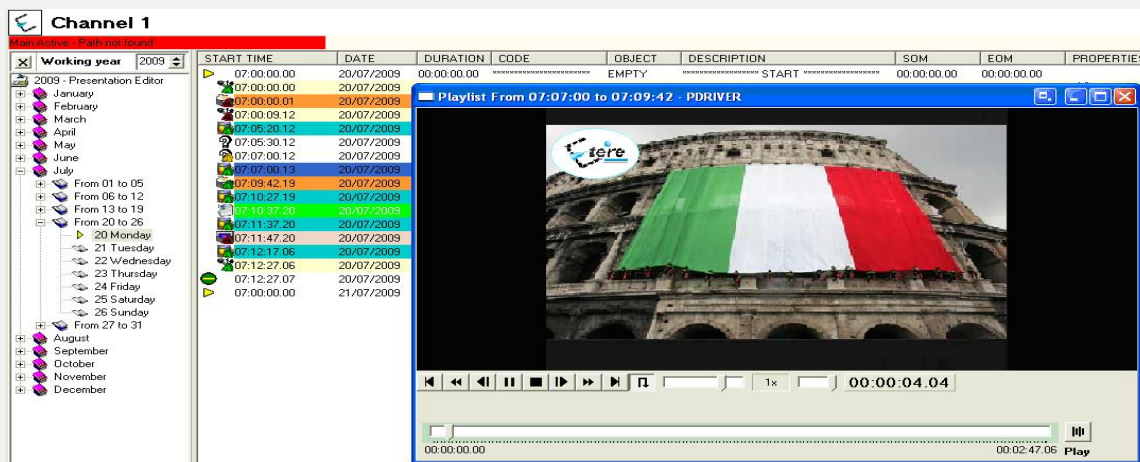 Channel 1
Main Active - Path not found
Working year 2009
START TIME DATE DURATION CODE OBJECT DESCRIPTION SOM EOM PROPERTIES
2009 - Presentation Editor
January
February
March
April
May
June
July
From 01 to 05
From 06 to 12
From 13 to 19
From 20 to 26
20 Monday
21 Tuesday
22 Wednesday
23 Thursday
24 Friday
25 Saturday
26 Sunday
From 27 to 31
August
September
October
November
December
07:00:00.00 20/07/2009 00:00:00.00 EMPTY START 00:00:00.00 00:00:00.00
07:00:00.00 20/07/2009
07:00:00.01 20/07/2009
07:00:09.12 20/07/2009
07:05:20.12 20/07/2009
07:05:30.12 20/07/2009
07:07:00.12 20/07/2009
07:07:00.13 20/07/2009
07:09:42.19 20/07/2009
07:10:27.19 20/07/2009
07:10:37.20 20/07/2009
07:11:37.20 20/07/2009
07:11:47.20 20/07/2009
07:12:17.06 20/07/2009
07:12:27.06 20/07/2009
07:12:27.07 20/07/2009
07:00:00.00 21/07/2009
Playlist From 07:07:00 to 07:09:42 - PDRIVER
Etere
1x 00:00:04.04
00:00:00.00 00:02:47.06 Play